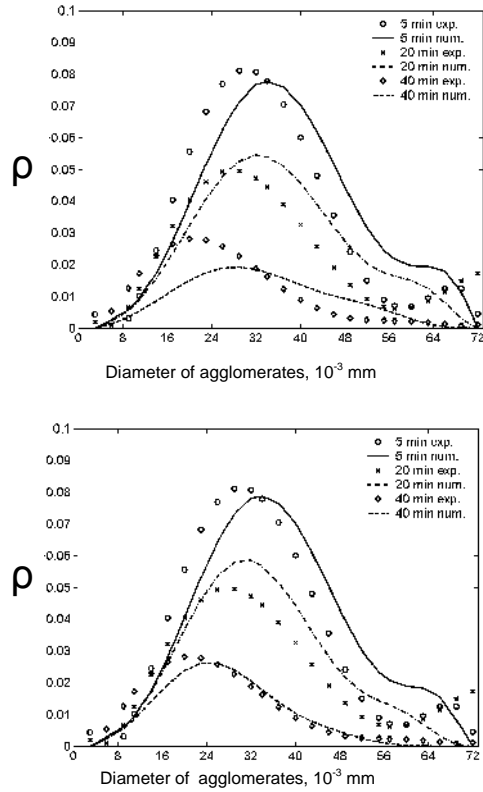 0.1
0.09
0.08
0.07
0.06
0.05
0.04
0.03
0.02
0.01
0
ρ
5 min exp.
5 min num.
20 min exp.
20 min num.
40 min exp.
40 min num.
0 8 16 24 32 40 48 56 64 72
Diameter of agglomerates, 10⁻³ mm
0.1
0.09
0.08
0.07
0.06
0.05
0.04
0.03
0.02
0.01
0
ρ
5 min exp.
5 min num.
20 min exp.
20 min num.
40 min exp.
40 min num.
0 8 16 24 32 40 48 56 64 72
Diameter of agglomerates, 10⁻³ mm